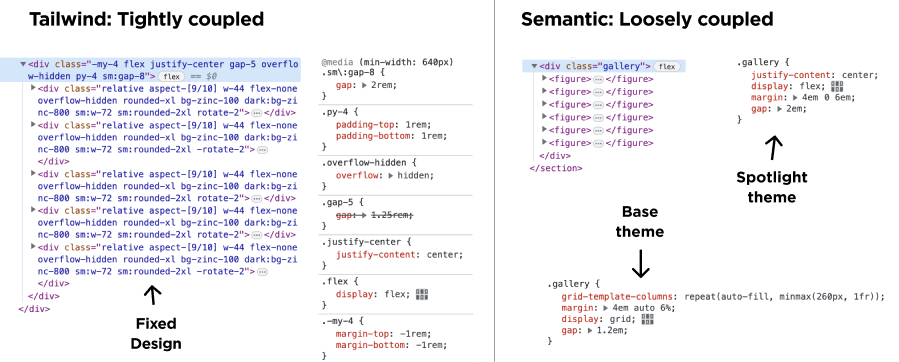 Tailwind: Tightly coupled
<div class="-my-4 flex justify-center gap-5 overflo
w-hidden py-4 sm:gap-8"> flex == $0
<div class="relative aspect-[9/10] w-44 flex-none
overflow-hidden rounded-xl bg-zinc-100 dark:bg-zi
nc-800 sm:w-72 sm:rounded-2xl rotate-2"> … </div>
<div class="relative aspect-[9/10] w-44 flex-none
overflow-hidden rounded-xl bg-zinc-100 dark:bg-zi
nc-800 sm:w-72 sm:rounded-2xl -rotate-2"> …
</div>
<div class="relative aspect-[9/10] w-44 flex-none
overflow-hidden rounded-xl bg-zinc-100 dark:bg-zi
nc-800 sm:w-72 sm:rounded-2xl rotate-2"> … </div>
<div class="relative aspect-[9/10] w-44 flex-none
overflow-hidden rounded-xl bg-zinc-100 dark:bg-zi
nc-800 sm:w-72 sm:rounded-2xl rotate-2"> … </div>
<div class="relative aspect-[9/10] w-44 flex-none
overflow-hidden rounded-xl bg-zinc-100 dark:bg-zi
nc-800 sm:w-72 sm:rounded-2xl -rotate-2"> …
</div>
</div>
</div>
Fixed
Design
@media (min-width: 640px)
.sm\:gap-8 {
gap: 2rem;
}
.py-4 {
padding-top: 1rem;
padding-bottom: 1rem;
}
.overflow-hidden {
overflow: hidden;
}
.gap-5 {
gap: 1.25rem;
}
.justify-center {
justify-content: center;
}
.flex {
display: flex;
}
.-my-4 {
margin-top: -1rem;
margin-bottom: -1rem;
}
Semantic: Loosely coupled
<div class="gallery"> flex
<figure> … </figure>
<figure> … </figure>
<figure> … </figure>
<figure> … </figure>
<figure> … </figure>
<figure> … </figure>
</div>
</section>
.gallery {
justify-content: center;
display: flex;
margin: 4em 0 6em;
gap: 2em;
}
Spotlight
theme
Base
theme
.gallery {
grid-template-columns: repeat(auto-fill, minmax(260px, 1fr));
margin: 4em auto 6%;
display: grid;
gap: 1.2em;
}